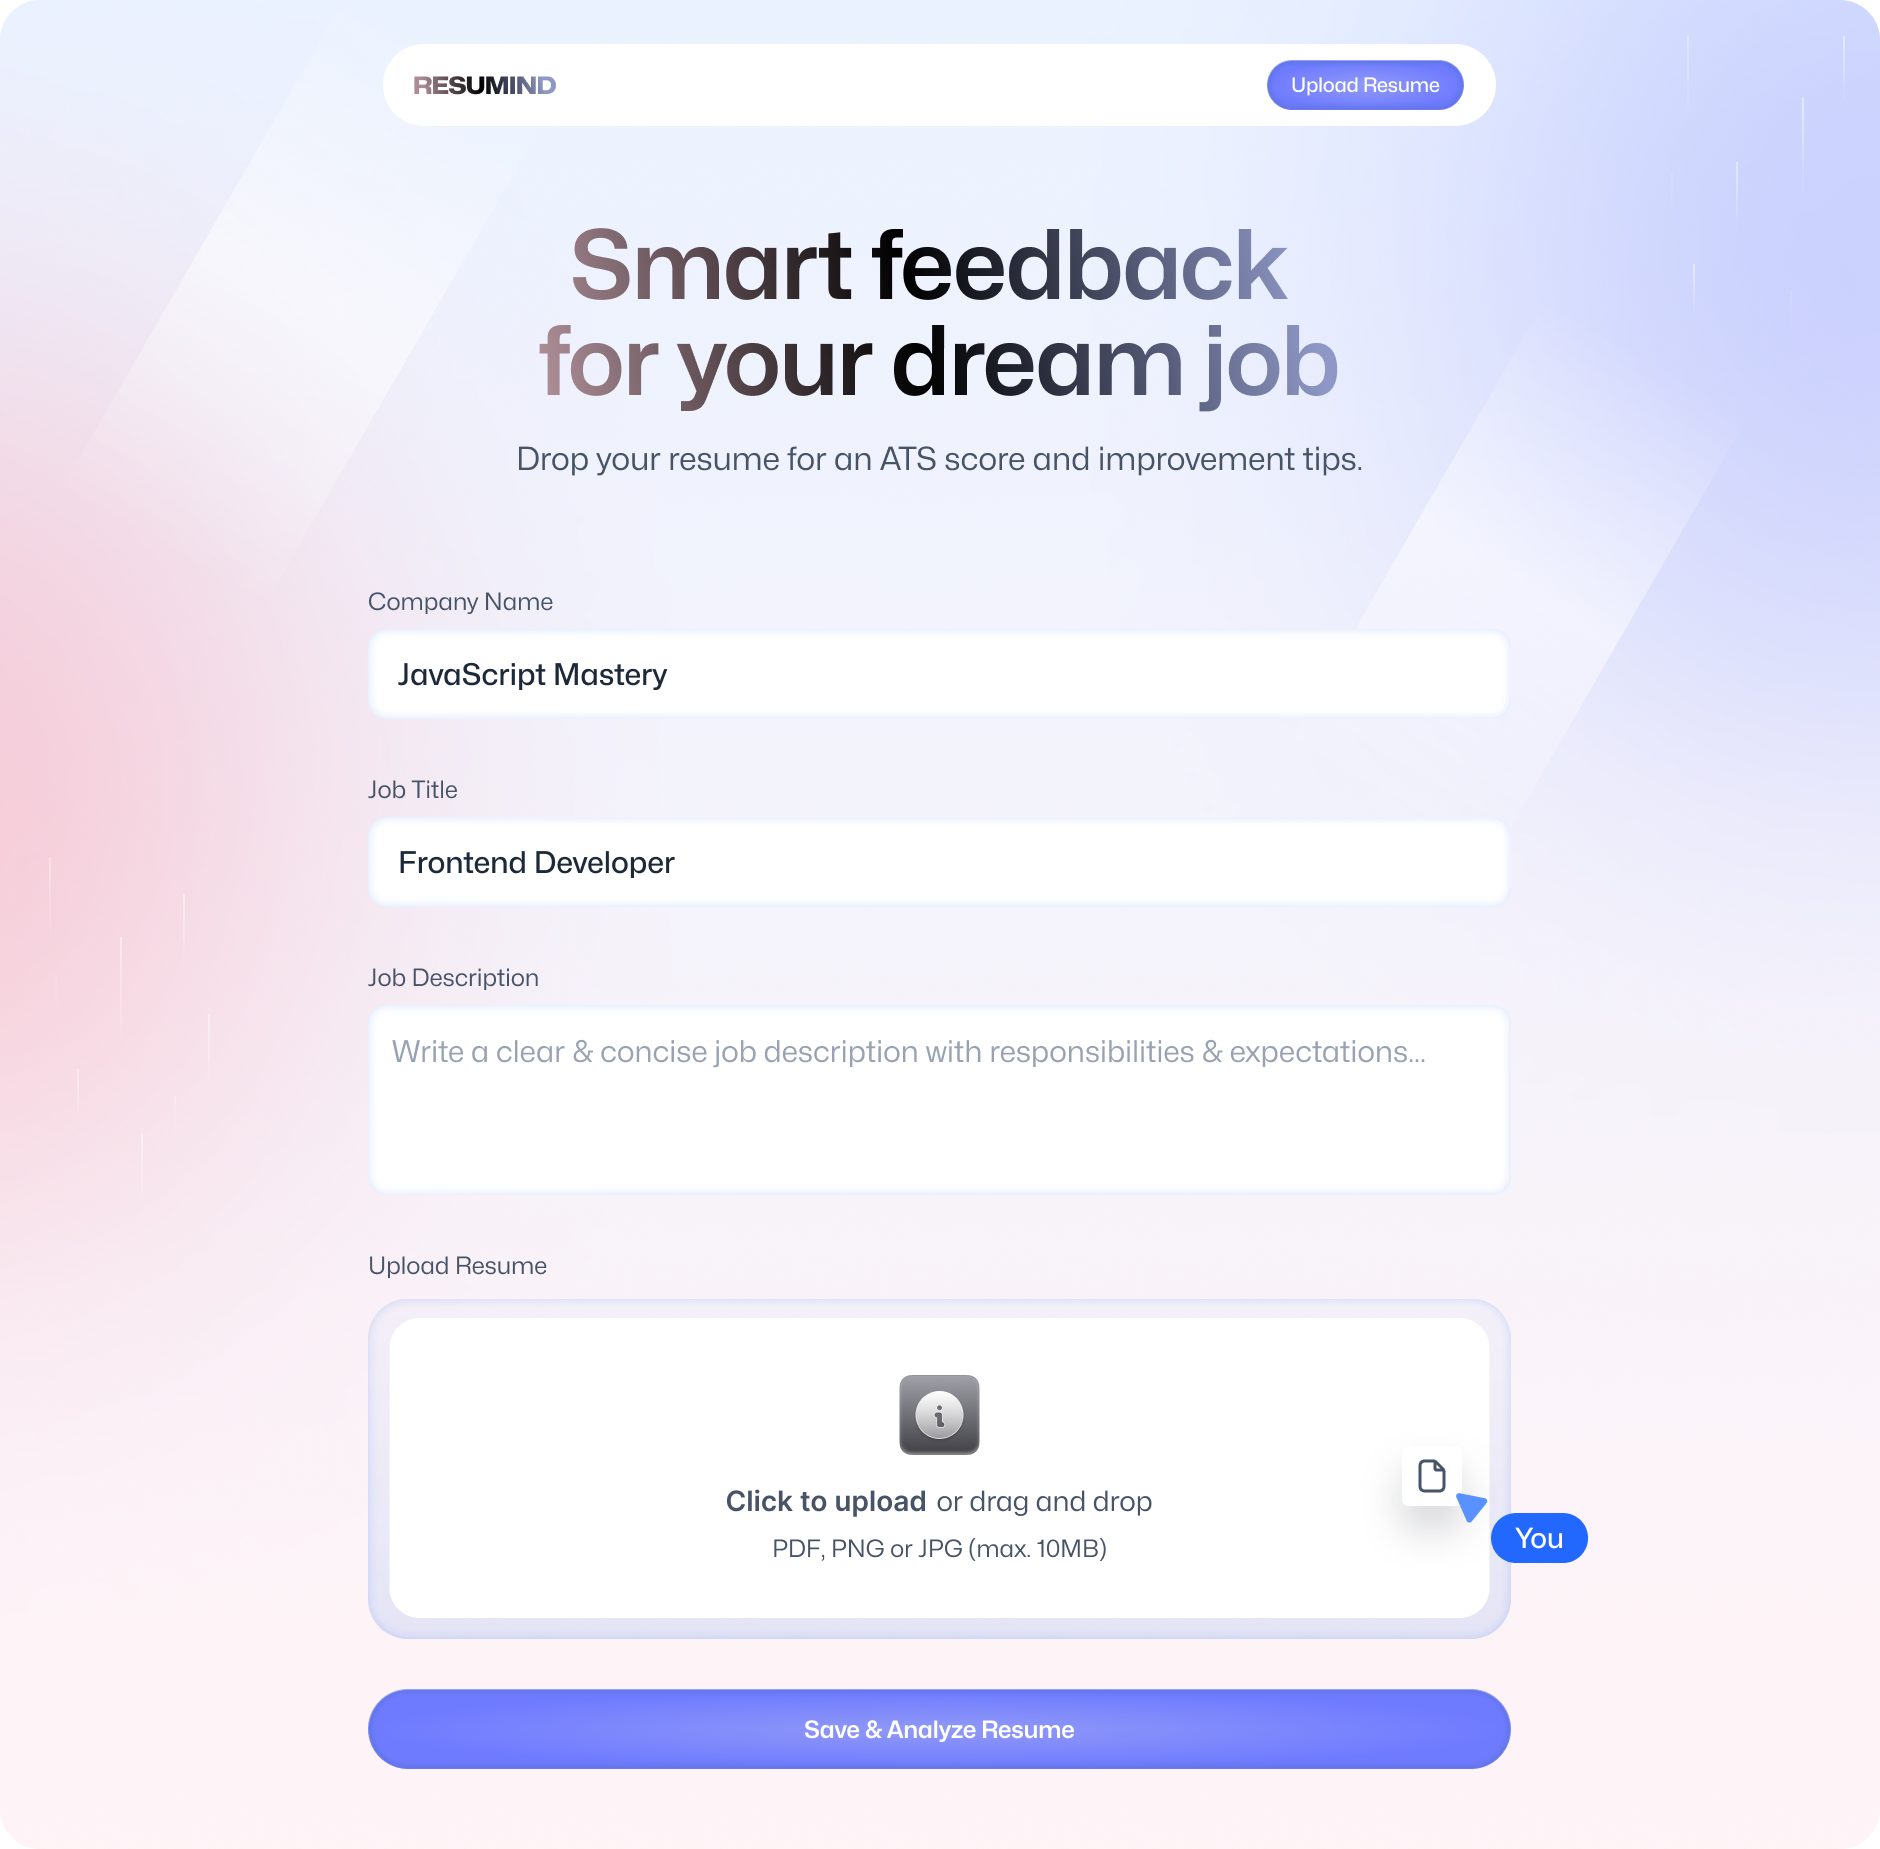 RESUMIND
Upload Resume
Smart feedback
for your dream job
Drop your resume for an ATS score and improvement tips.
Company Name
JavaScript Mastery
Job Title
Frontend Developer
Job Description
Write a clear & concise job description with responsibilities & expectations...
Upload Resume
Click to upload or drag and drop
PDF, PNG or JPG (max. 10MB)
You
Save & Analyze Resume